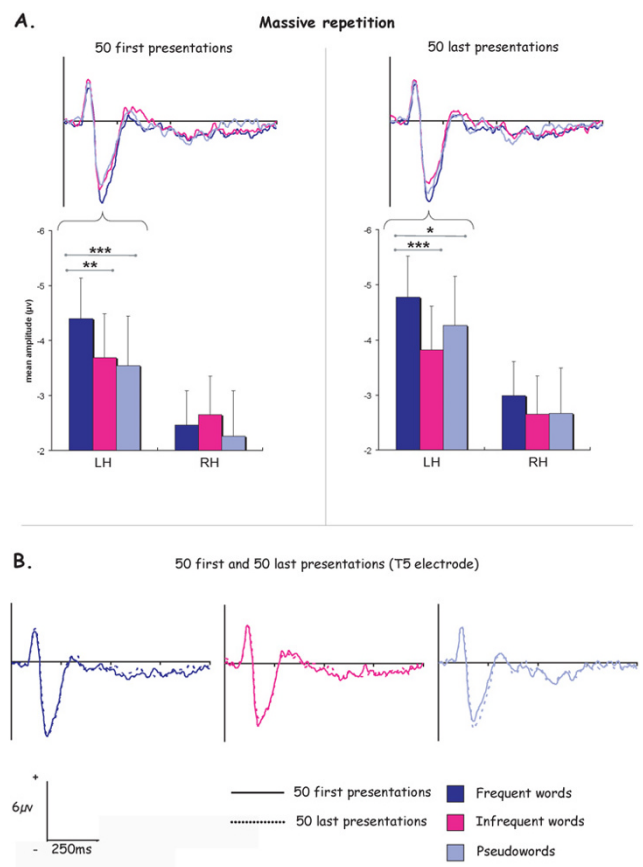 A.
Massive repetition
50 first presentations
50 last presentations
-6
-5
-4
-3
-2
mean amplitude (µv)
***
**
LH
RH
-6
-5
-4
-3
-2
*
***
LH
RH
B.
50 first and 50 last presentations (T5 electrode)
+
6µv
-
250ms
50 first presentations
50 last presentations
Frequent words
Infrequent words
Pseudowords